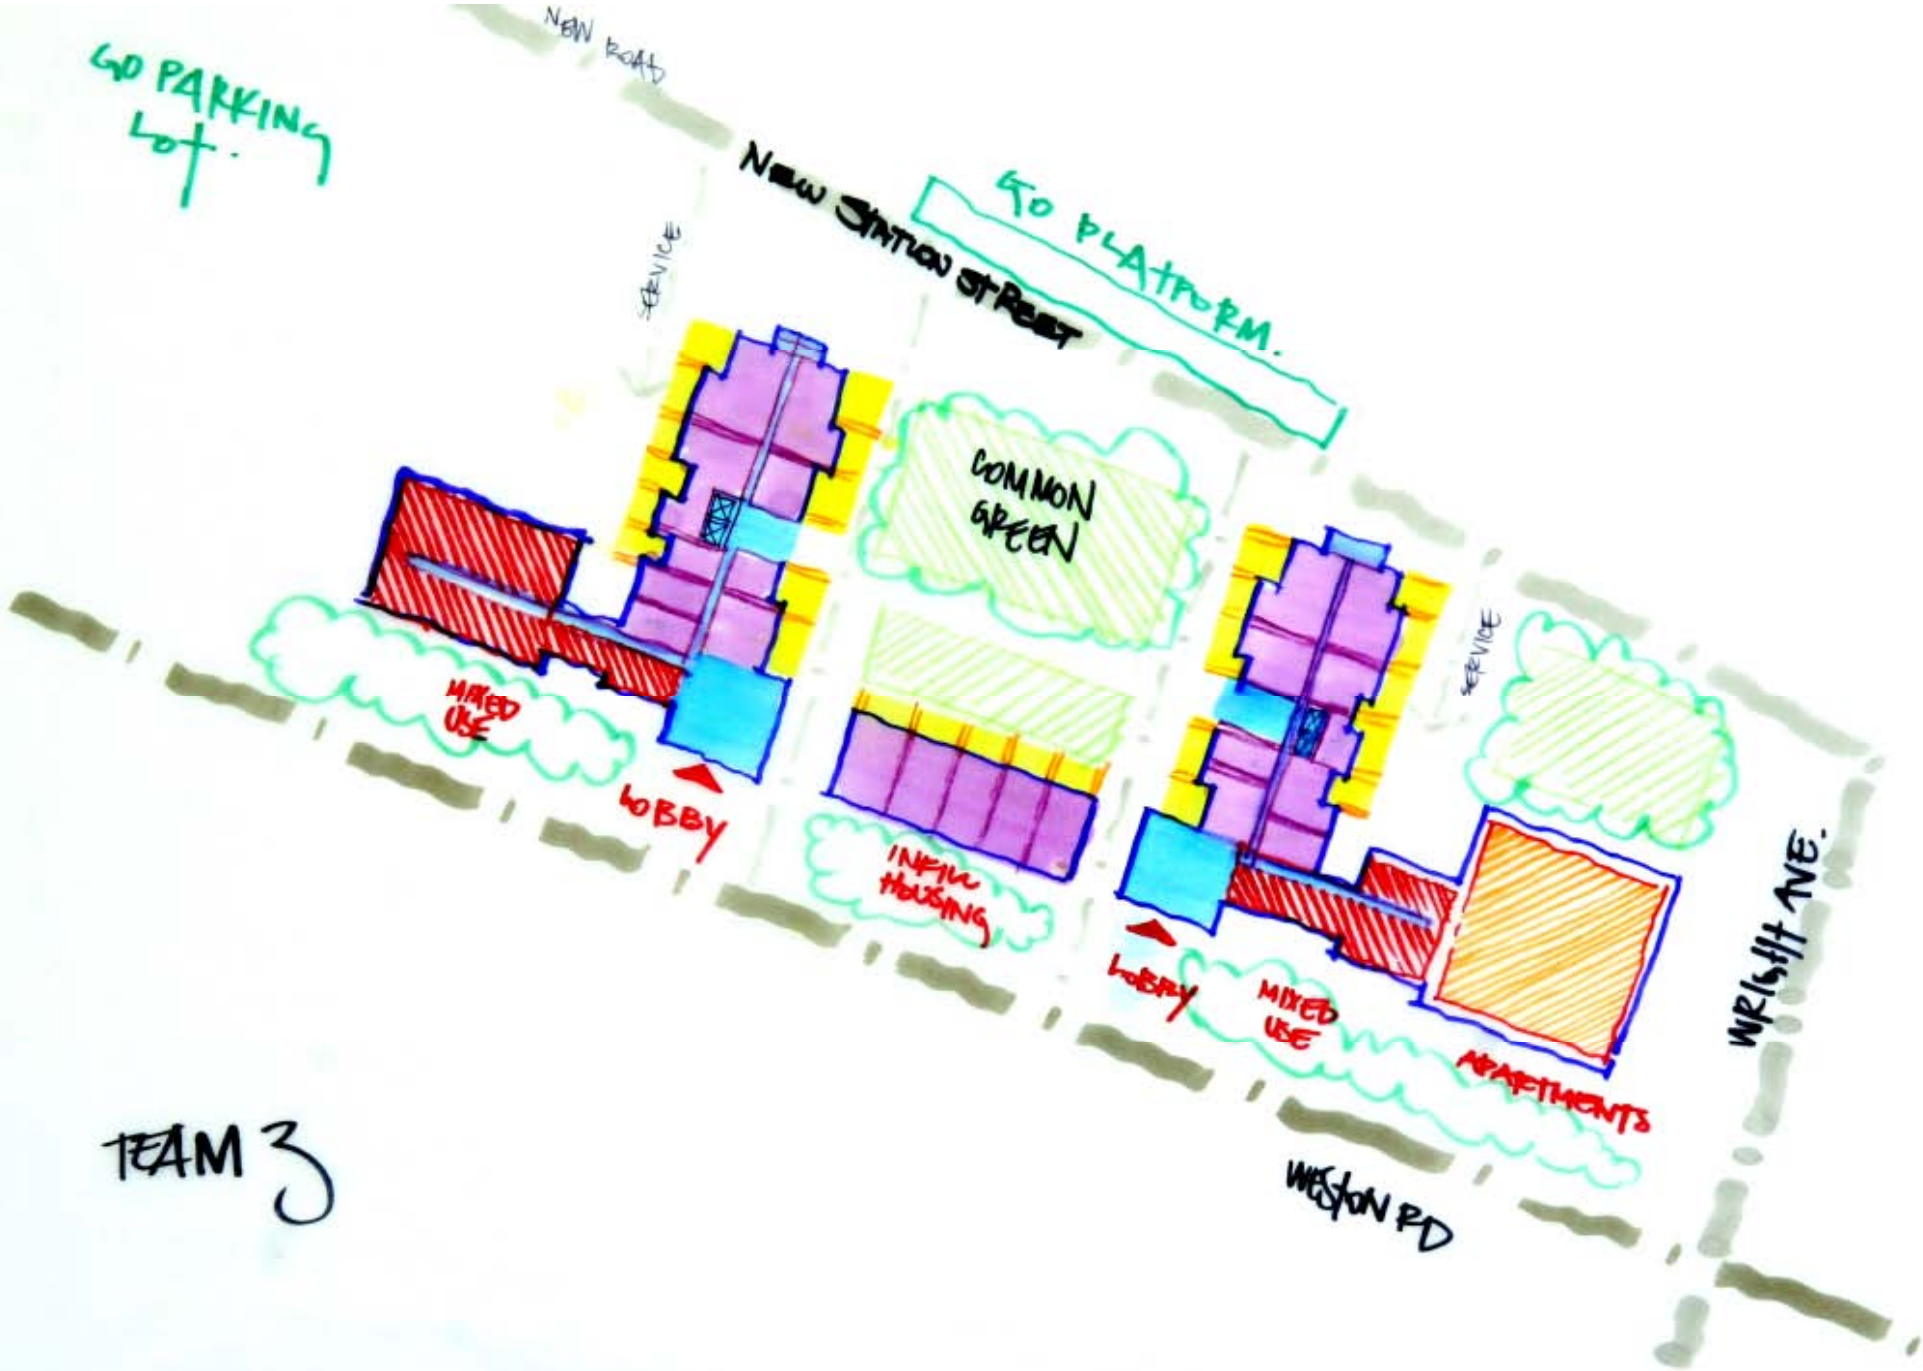 NEW ROAD
GO PARKING
Lot.
NEW STATION STREET
GO PLATFORM.
SERVICE
COMMON
GREEN
SERVICE
MIXED
USE
LOBBY
INFILL
HOUSING
LOBBY
MIXED
USE
APARTMENTS
WRIGHT AVE.
WESTON RD
TEAM 3